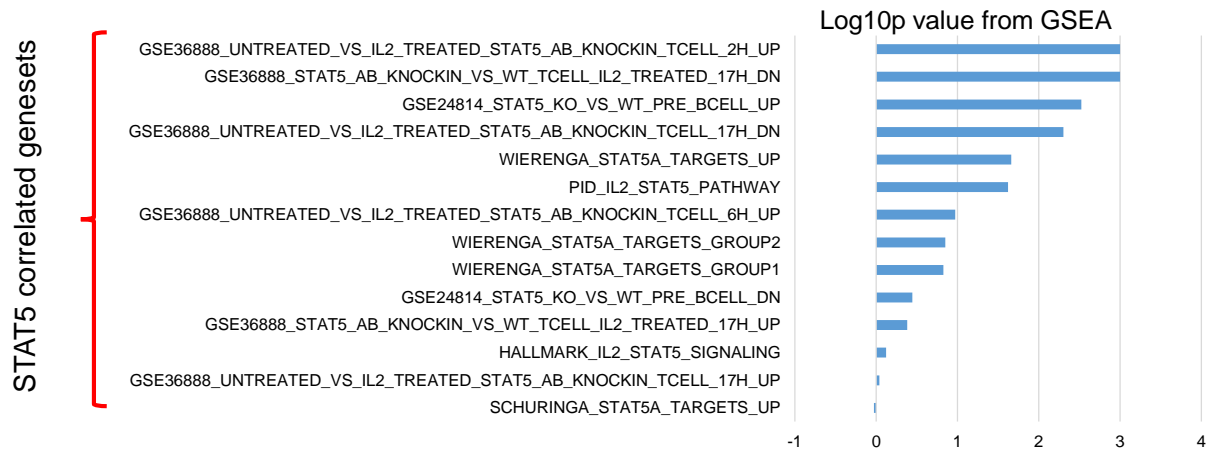 Log10p value from GSEA
STAT5 correlated genesets
GSE36888_UNTREATED_VS_IL2_TREATED_STAT5_AB_KNOCKIN_TCELL_2H_UP
GSE36888_STAT5_AB_KNOCKIN_VS_WT_TCELL_IL2_TREATED_17H_DN
GSE24814_STAT5_KO_VS_WT_PRE_BCELL_UP
GSE36888_UNTREATED_VS_IL2_TREATED_STAT5_AB_KNOCKIN_TCELL_17H_DN
WIERENGA_STAT5A_TARGETS_UP
PID_IL2_STAT5_PATHWAY
GSE36888_UNTREATED_VS_IL2_TREATED_STAT5_AB_KNOCKIN_TCELL_6H_UP
WIERENGA_STAT5A_TARGETS_GROUP2
WIERENGA_STAT5A_TARGETS_GROUP1
GSE24814_STAT5_KO_VS_WT_PRE_BCELL_DN
GSE36888_STAT5_AB_KNOCKIN_VS_WT_TCELL_IL2_TREATED_17H_UP
HALLMARK_IL2_STAT5_SIGNALING
GSE36888_UNTREATED_VS_IL2_TREATED_STAT5_AB_KNOCKIN_TCELL_17H_UP
SCHURINGA_STAT5A_TARGETS_UP
-1 0 1 2 3 4